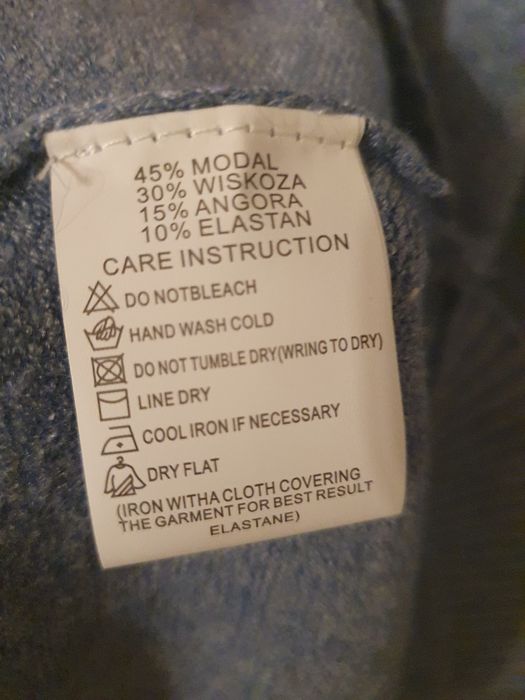 45% MODAL
30% WISKOZA
15% ANGORA
10% ELASTAN
CARE INSTRUCTION
DO NOTBLEACH
HAND WASH COLD
DO NOT TUMBLE DRY(WRING TO DRY)
LINE DRY
COOL IRON IF NECESSARY
DRY FLAT
(IRON WITHA CLOTH COVERING
THE GARMENT FOR BEST RESULT
ELASTANE)